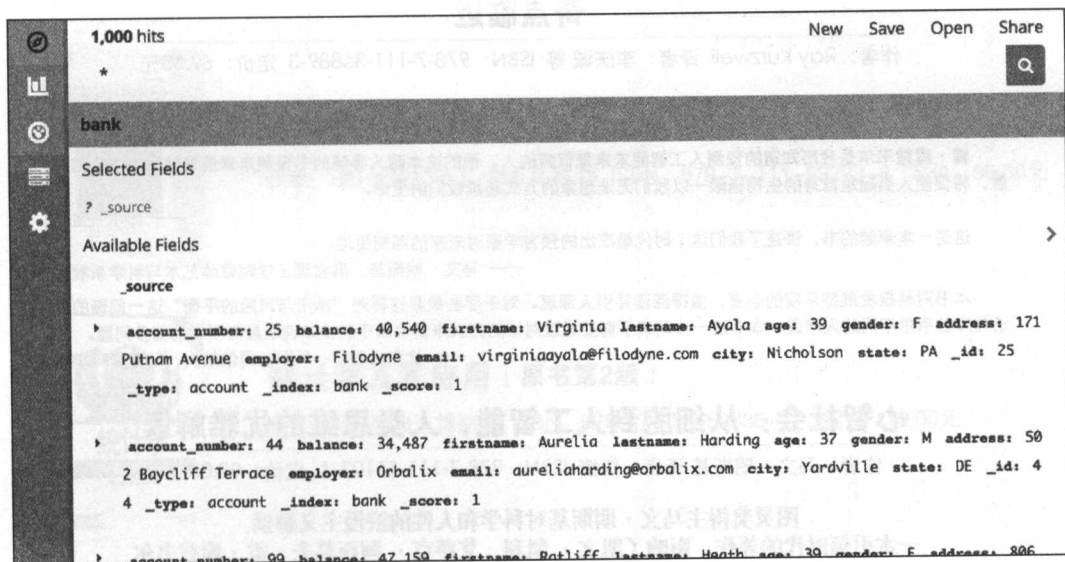 1,000 hits
New Save Open Share
*
bank
Selected Fields
? _source
Available Fields
_source
account_number: 25 balance: 40,540 firstname: Virginia lastname: Ayala age: 39 gender: F address: 171
Putnam Avenue employer: Filodyne email: virginiaayala@filodyne.com city: Nicholson state: PA _id: 25
_type: account _index: bank _score: 1
account_number: 44 balance: 34,487 firstname: Aurelia lastname: Harding age: 37 gender: M address: 50
2 Baycliff Terrace employer: Orbalix email: aureliaharding@orbalix.com city: Yardville state: DE _id: 4
4 _type: account _index: bank _score: 1
account_number: 99 balance: 47,159 firstname: Ratliff lastname: Heath age: 39 gender: F address: 806